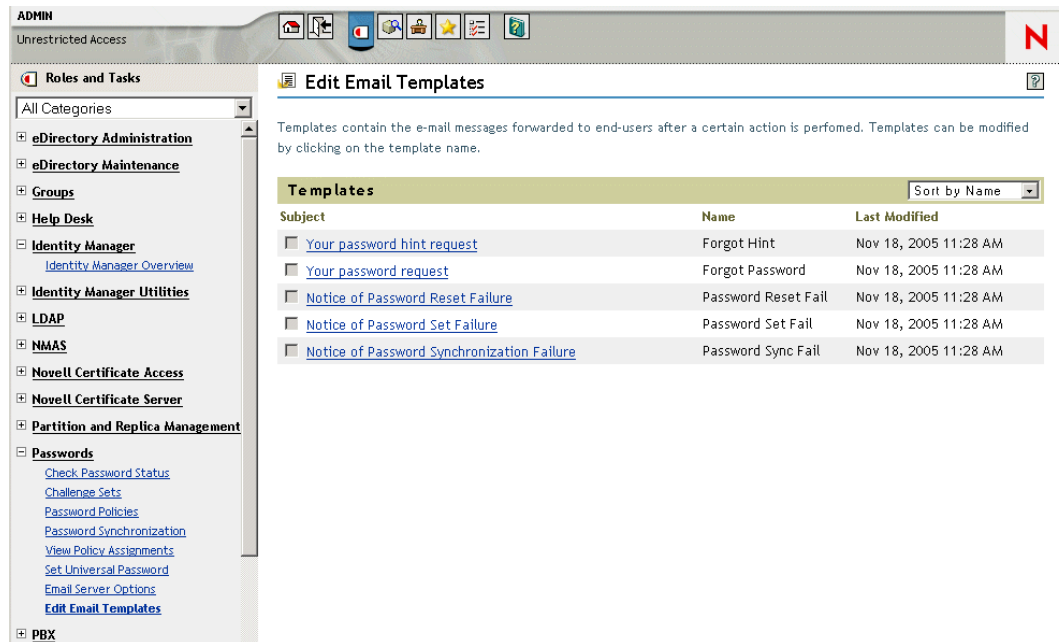 ADMIN
Unrestricted Access
N
Roles and Tasks
All Categories
eDirectory Administration
eDirectory Maintenance
Groups
Help Desk
Identity Manager
Identity Manager Overview
Identity Manager Utilities
LDAP
NMAS
Novell Certificate Access
Novell Certificate Server
Partition and Replica Management
Passwords
Check Password Status
Challenge Sets
Password Policies
Password Synchronization
View Policy Assignments
Set Universal Password
Email Server Options
Edit Email Templates
PBX
Edit Email Templates
?
Templates contain the e-mail messages forwarded to end-users after a certain action is perfomed. Templates can be modified
by clicking on the template name.
Templates Sort by Name
Subject Name Last Modified
Your password hint request Forgot Hint Nov 18, 2005 11:28 AM
Your password request Forgot Password Nov 18, 2005 11:28 AM
Notice of Password Reset Failure Password Reset Fail Nov 18, 2005 11:28 AM
Notice of Password Set Failure Password Set Fail Nov 18, 2005 11:28 AM
Notice of Password Synchronization Failure Password Sync Fail Nov 18, 2005 11:28 AM